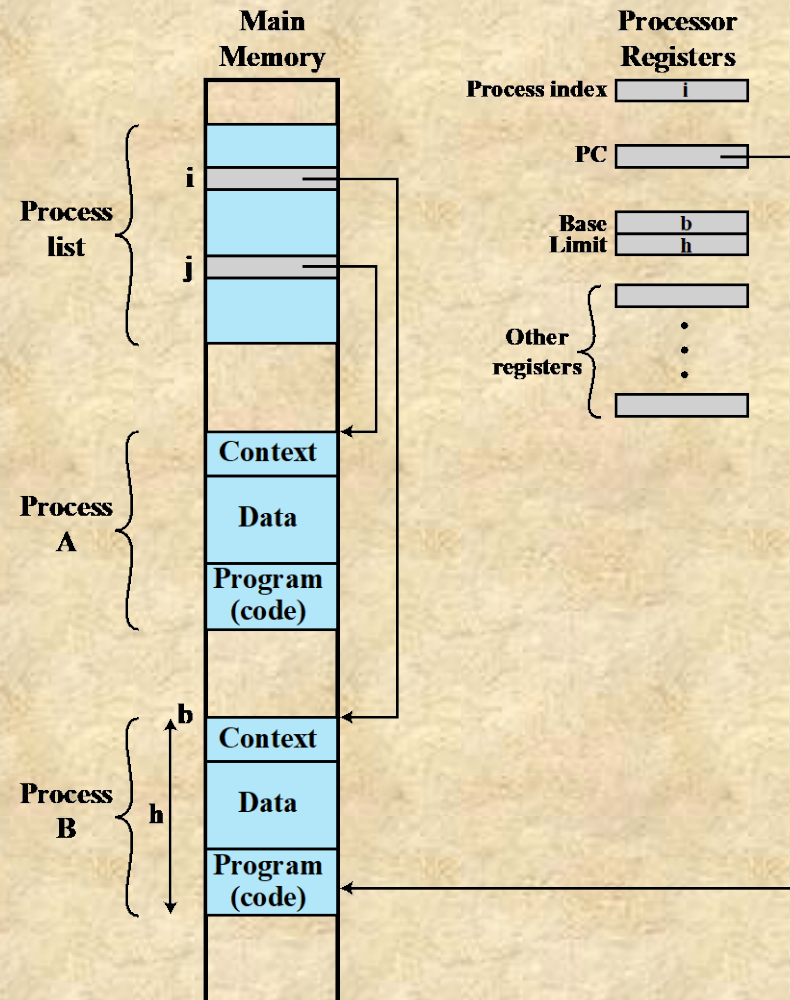 Main
Memory
Processor
Registers
Process index
i
PC
Base
b
Limit
h
Other
registers
i
Process
list
j
Context
Process
A
Data
Program
(code)
b
Context
Process
B
h
Data
Program
(code)